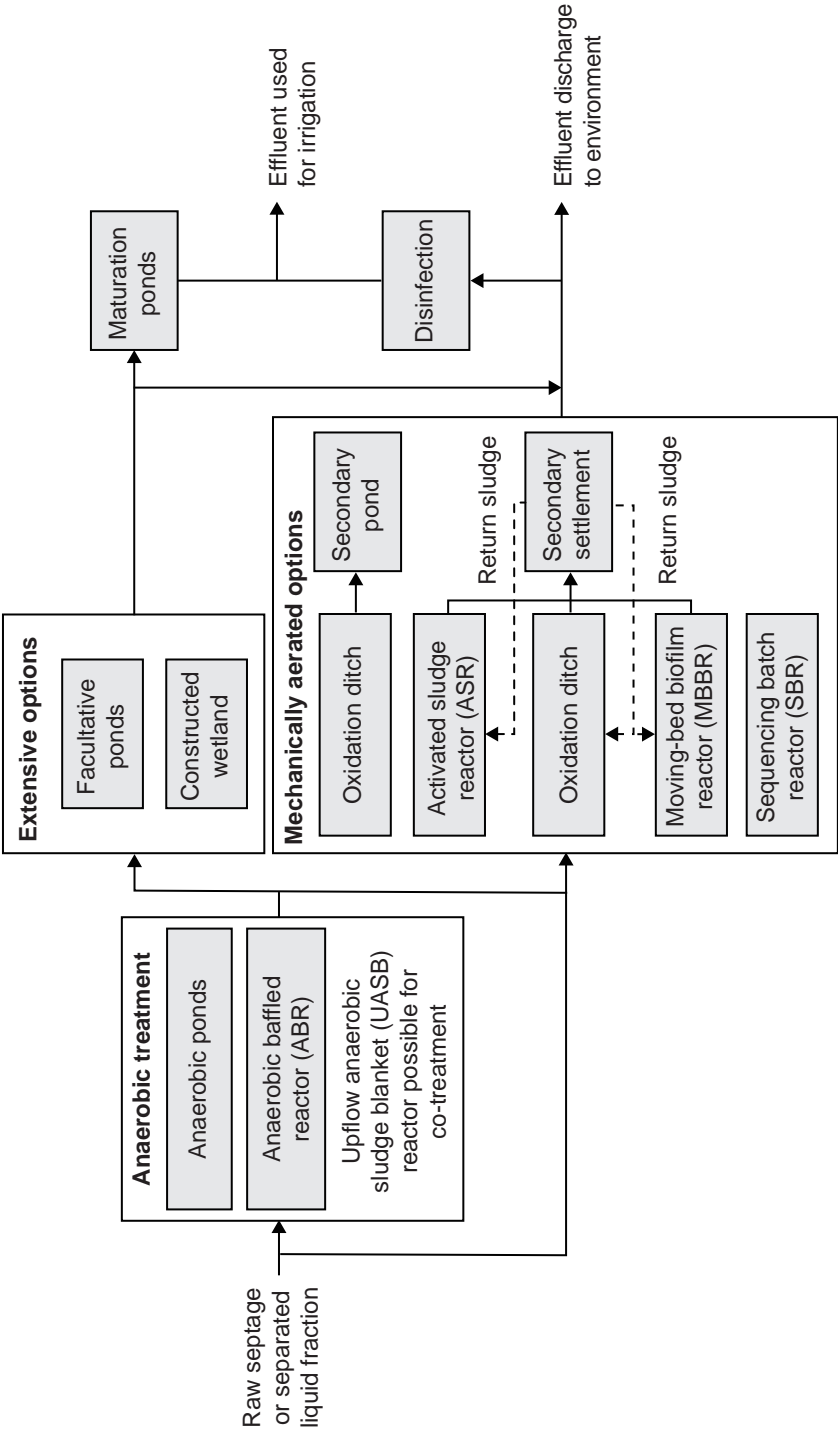 Raw septage
or separated
liquid fraction
Anaerobic treatment
Anaerobic ponds
Anaerobic baffled
reactor (ABR)
Upflow anaerobic
sludge blanket (UASB)
reactor possible for
co-treatment
Extensive options
Facultative
ponds
Constructed
wetland
Mechanically aerated options
Oxidation ditch
Secondary
pond
Activated sludge
reactor (ASR)
Return sludge
Oxidation ditch
Secondary
settlement
Moving-bed biofilm
reactor (MBBR)
Return sludge
Sequencing batch
reactor (SBR)
Maturation
ponds
Effluent used
for irrigation
Disinfection
Effluent discharge
to environment